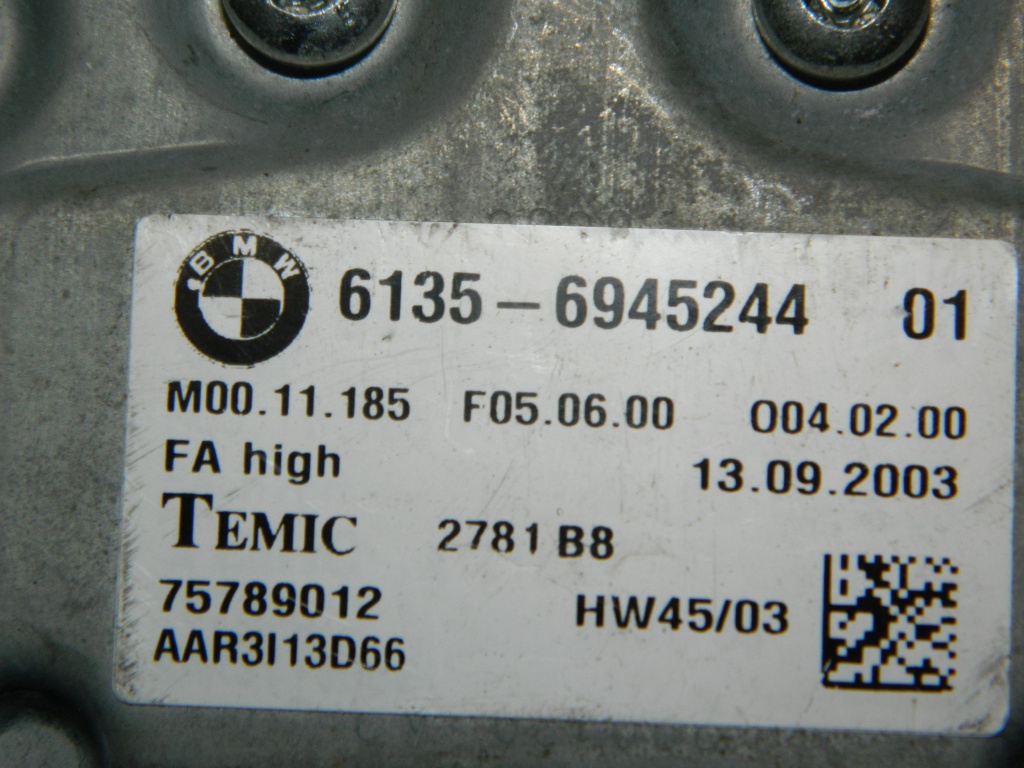 BMW 6135-6945244 01
M00.11.185 F05.06.00 O04.02.00
FA high 13.09.2003
TEMIC 2781 B8
75789012 HW45/03
AAR3I13D66